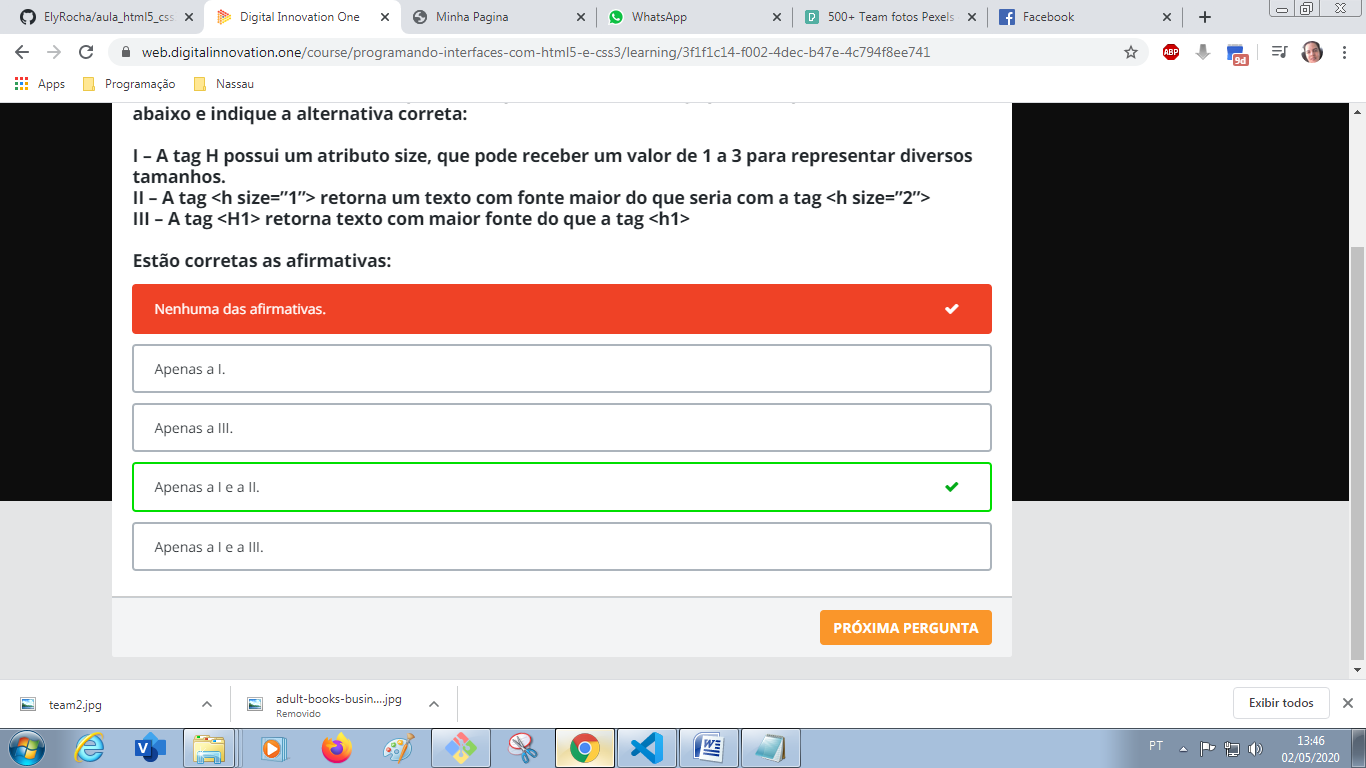 ElyRocha/aula_html5_css
Digital Innovation One
Minha Pagina
WhatsApp
500+ Team fotos Pexels
Facebook
web.digitalinnovation.one/course/programando-interfaces-com-html5-e-css3/learning/3f1f1c14-f002-4dec-b47e-4c794f8ee741
ABP
9d
Apps
Programação
Nassau
abaixo e indique a alternativa correta:
I – A tag H possui um atributo size, que pode receber um valor de 1 a 3 para representar diversos
tamanhos.
II – A tag <h size=”1”> retorna um texto com fonte maior do que seria com a tag <h size=”2”>
III – A tag <H1> retorna texto com maior fonte do que a tag <h1>
Estão corretas as afirmativas:
Nenhuma das afirmativas.
Apenas a I.
Apenas a III.
Apenas a I e a II.
Apenas a I e a III.
PRÓXIMA PERGUNTA
team2.jpg
adult-books-busin....jpg
Removido
Exibir todos
PT
13:46
02/05/2020